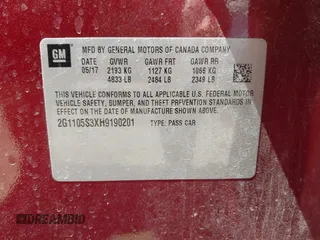 GM
MFD BY GENERAL MOTORS OF CANADA COMPANY
DATE GVWR GAWR FRT GAWR RR
05/17 2193 KG 1127 KG 1066 KG
4833 LB 2484 LB 2349 LB
THIS VEHICLE CONFORMS TO ALL APPLICABLE U.S. FEDERAL MOTOR
VEHICLE SAFETY, BUMPER, AND THEFT PREVENTION STANDARDS
IN EFFECT ON THE DATE OF MANUFACTURE SHOWN ABOVE.
2G1105S3XH9190201 TYPE: PASS CAR
DREAMBID